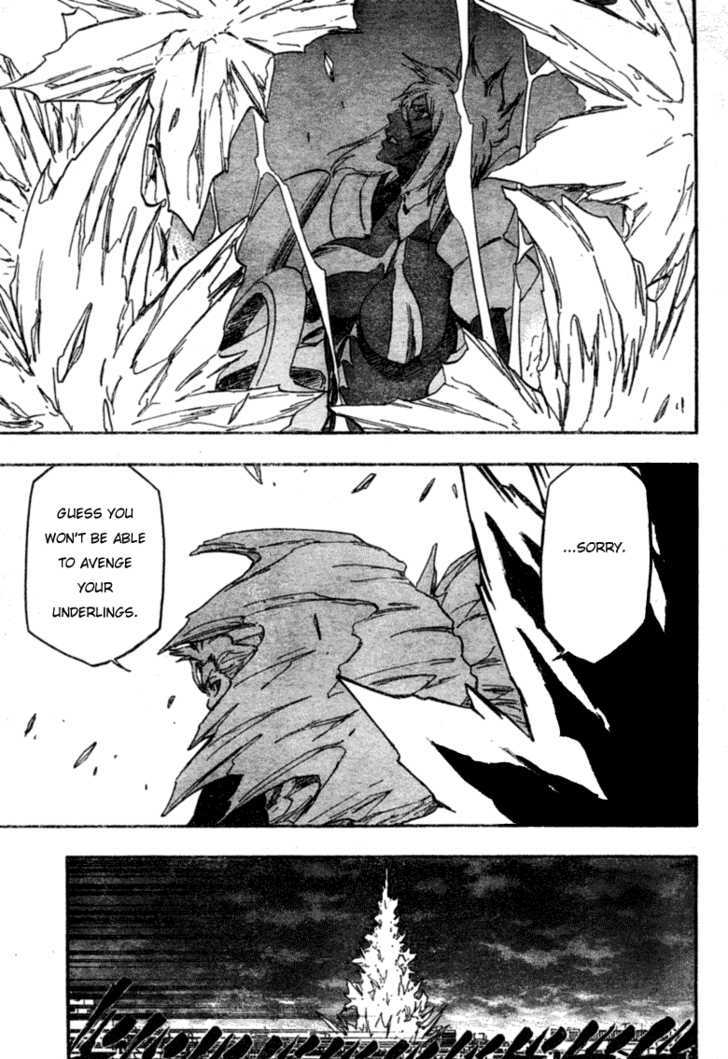 ...SORRY.
GUESS YOU
WON'T BE ABLE
TO AVENGE
YOUR
UNDERLINGS.